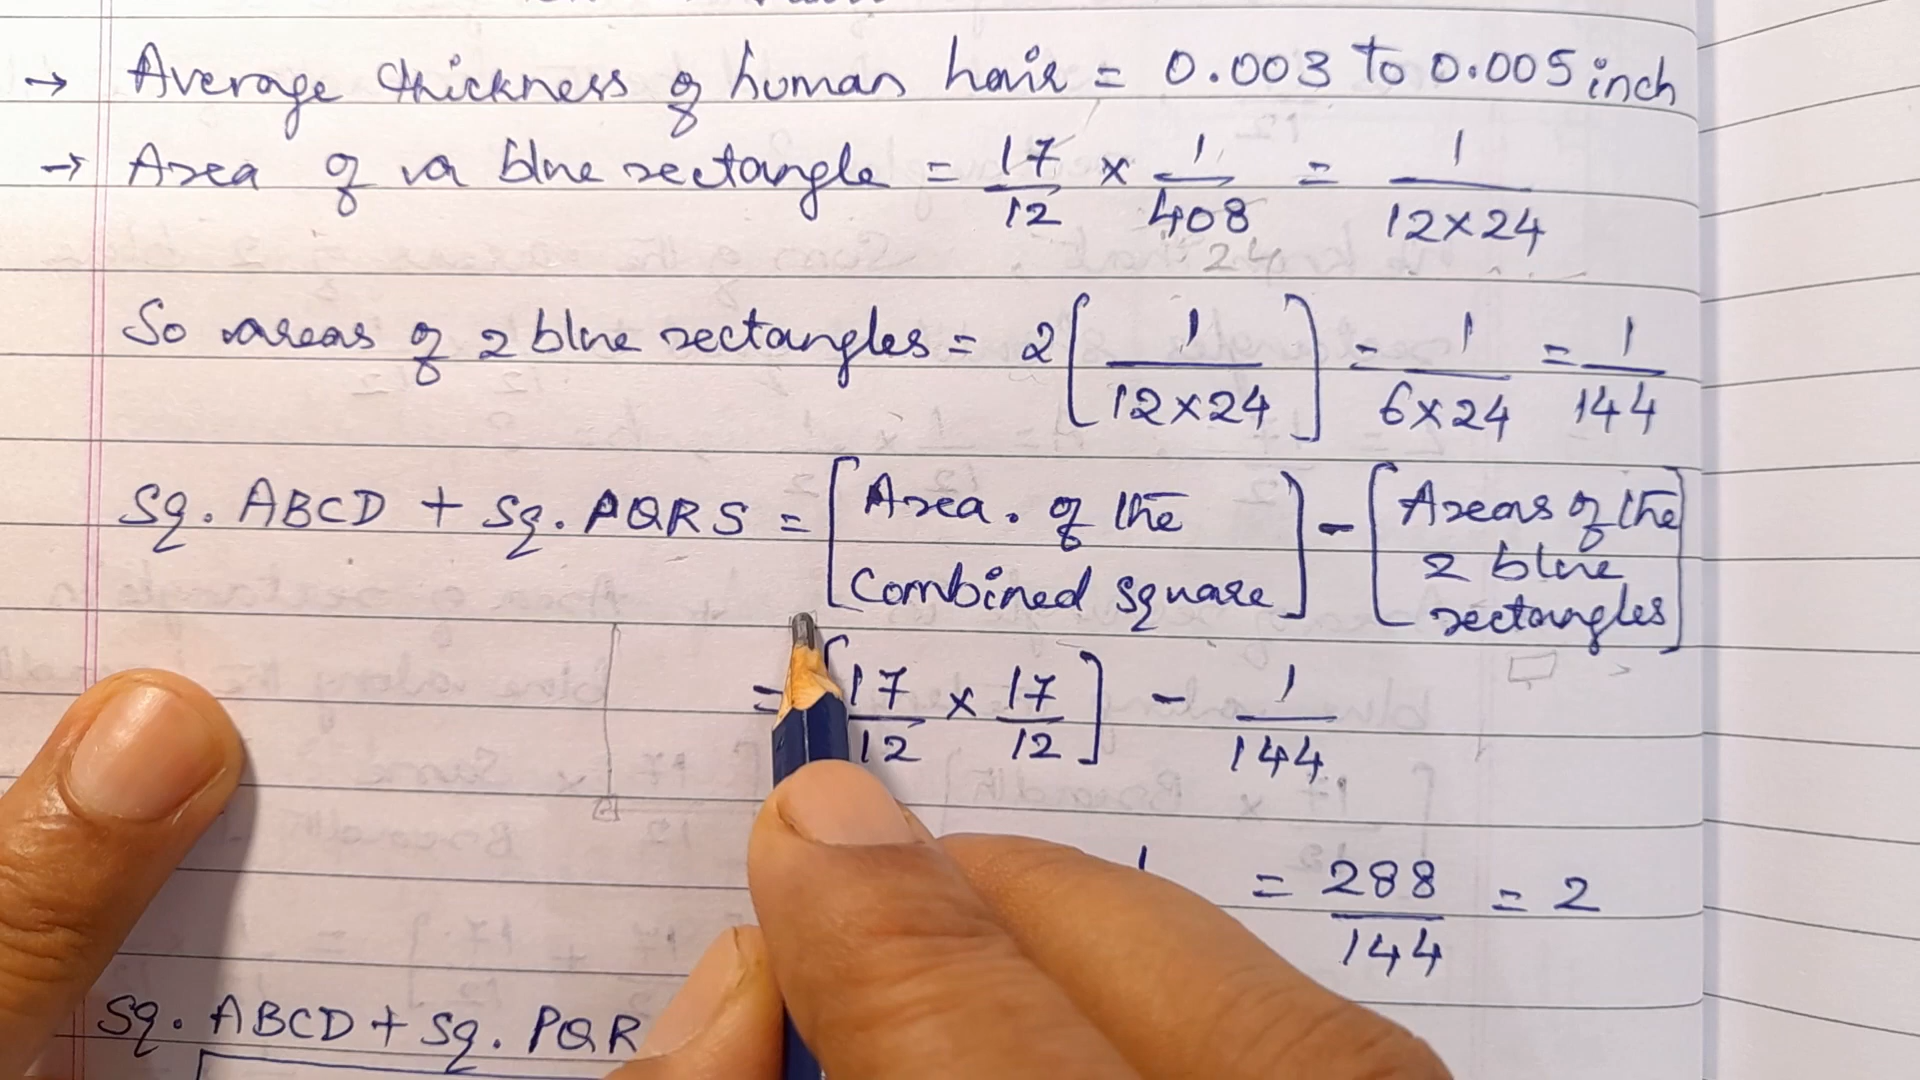 → Average thickness of human hair = 0.003 to 0.005 inch
→ Area of a blue rectangle = 17/12 × 1/408 = 1/(12×24)
24
So areas of 2 blue rectangles = 2[1/(12×24)] = 1/(6×24) = 1/144
Sq. ABCD + Sq. PQRS = [Area. of the Combined square] - [Areas of the 2 blue rectangles]
= [17/12 × 17/12] - 1/144
1 = 288/144 = 2
Sq. ABCD + Sq. PQR